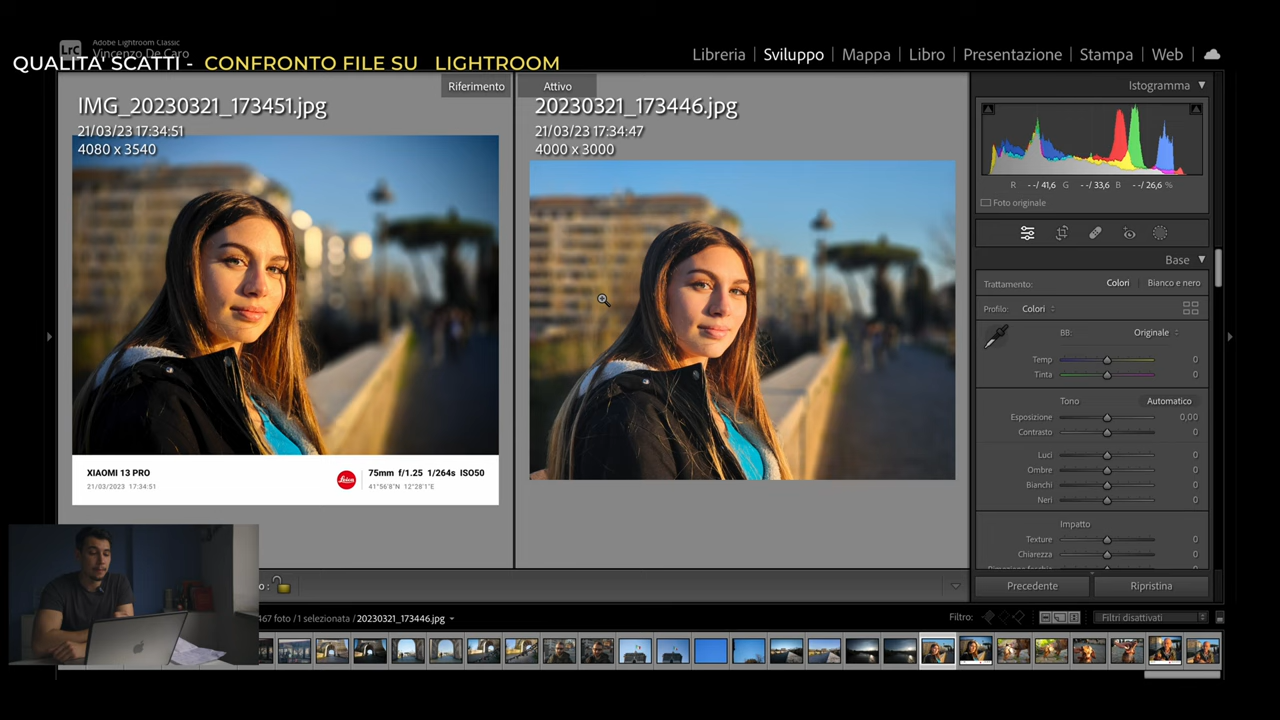 Adobe Lightroom Classic
LrC
Vincenzo De Caro
QUALITA' SCATTI - CONFRONTO FILE SU LIGHTROOM
Libreria | Sviluppo | Mappa | Libro | Presentazione | Stampa | Web
Riferimento
Attivo
IMG_20230321_173451.jpg
21/03/23 17:34:51
4080 x 3540
20230321_173446.jpg
21/03/23 17:34:47
4000 x 3000
XIAOMI 13 PRO
21/03/2023 17:34:51
Leica
75mm f/1.25 1/264s ISO50
41°56'8"N 12°28'1"E
Istogramma
R --/ 41,6 G --/ 33,6 B --/ 26,6 %
Foto originale
Base
Trattamento: Colori | Bianco e nero
Profilo: Colori
BB: Originale
Temp 0
Tinta 0
Tono Automatico
Esposizione 0,00
Contrasto 0
Luci 0
Ombre 0
Bianchi 0
Neri 0
Impatto
Texture 0
Chiarezza 0
Precedente
Ripristina
o :
467 foto / 1 selezionata / 20230321_173446.jpg
Filtro:
Filtri disattivati